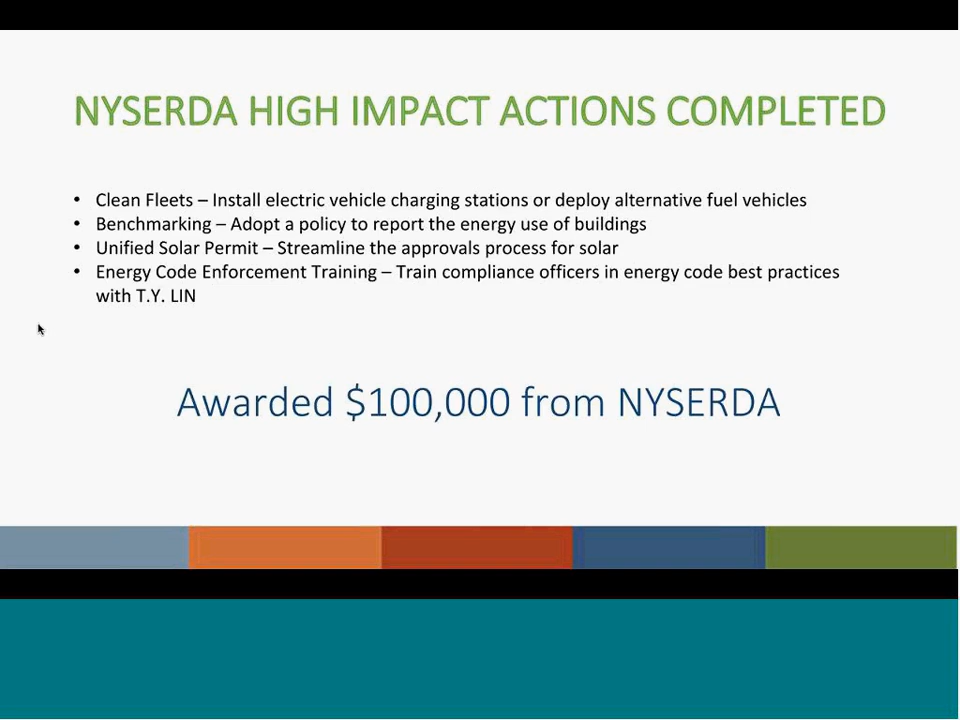 NYSERDA HIGH IMPACT ACTIONS COMPLETED
• Clean Fleets – Install electric vehicle charging stations or deploy alternative fuel vehicles
• Benchmarking – Adopt a policy to report the energy use of buildings
• Unified Solar Permit – Streamline the approvals process for solar
• Energy Code Enforcement Training – Train compliance officers in energy code best practices
with T.Y. LIN
Awarded $100,000 from NYSERDA